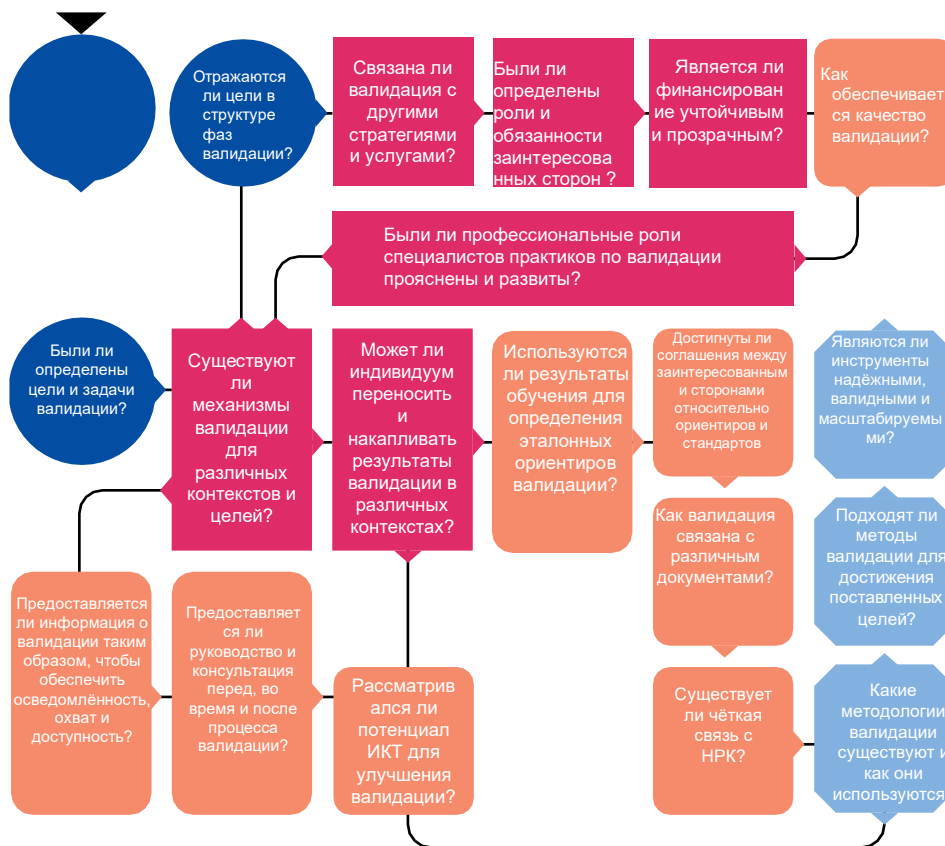 Отражаются
ли цели в
структуре
фаз
валидации?
Связана ли
валидация с
другими
стратегиями
и услугами?
Были ли
определены
роли и
обязанности
заинтересова
нных сторон ?
Является ли
финансирован
ие учтойчивым
и прозрачным?
Как
обеспечивает
ся качество
валидации?
Были ли профессиональные роли
специалистов практиков по валидации
прояснены и развиты?
Были ли
определены
цели и задачи
валидации?
Существуют
ли
механизмы
валидации
для
различных
контекстов и
целей?
Может ли
индивидуум
переносить
и
накапливать
результаты
валидации в
различных
контекстах?
Используются
ли результаты
обучения для
определения
эталонных
ориентиров
валидации?
Достигнуты ли
соглашения между
заинтересованным
и сторонами
относительно
ориентиров и
стандартов
Являются ли
инструменты
надёжными,
валидными и
масштабируемы
ми?
Как валидация
связана с
различным
документами?
Подходят ли
методы
валидации для
достижения
поставленных
целей?
Предоставляется
ли информация о
валидации таким
образом, чтобы
обеспечить
осведомлённость,
охват и
доступность?
Предоставляет
ся ли
руководство и
консультация
перед, во
время и после
процесса
валидации?
Рассматрив
ался ли
потенциал
ИКТ для
улучшения
валидации?
Существует
ли чёткая
связь с
НРК?
Какие
методологии
валидации
существуют и
как они
используются